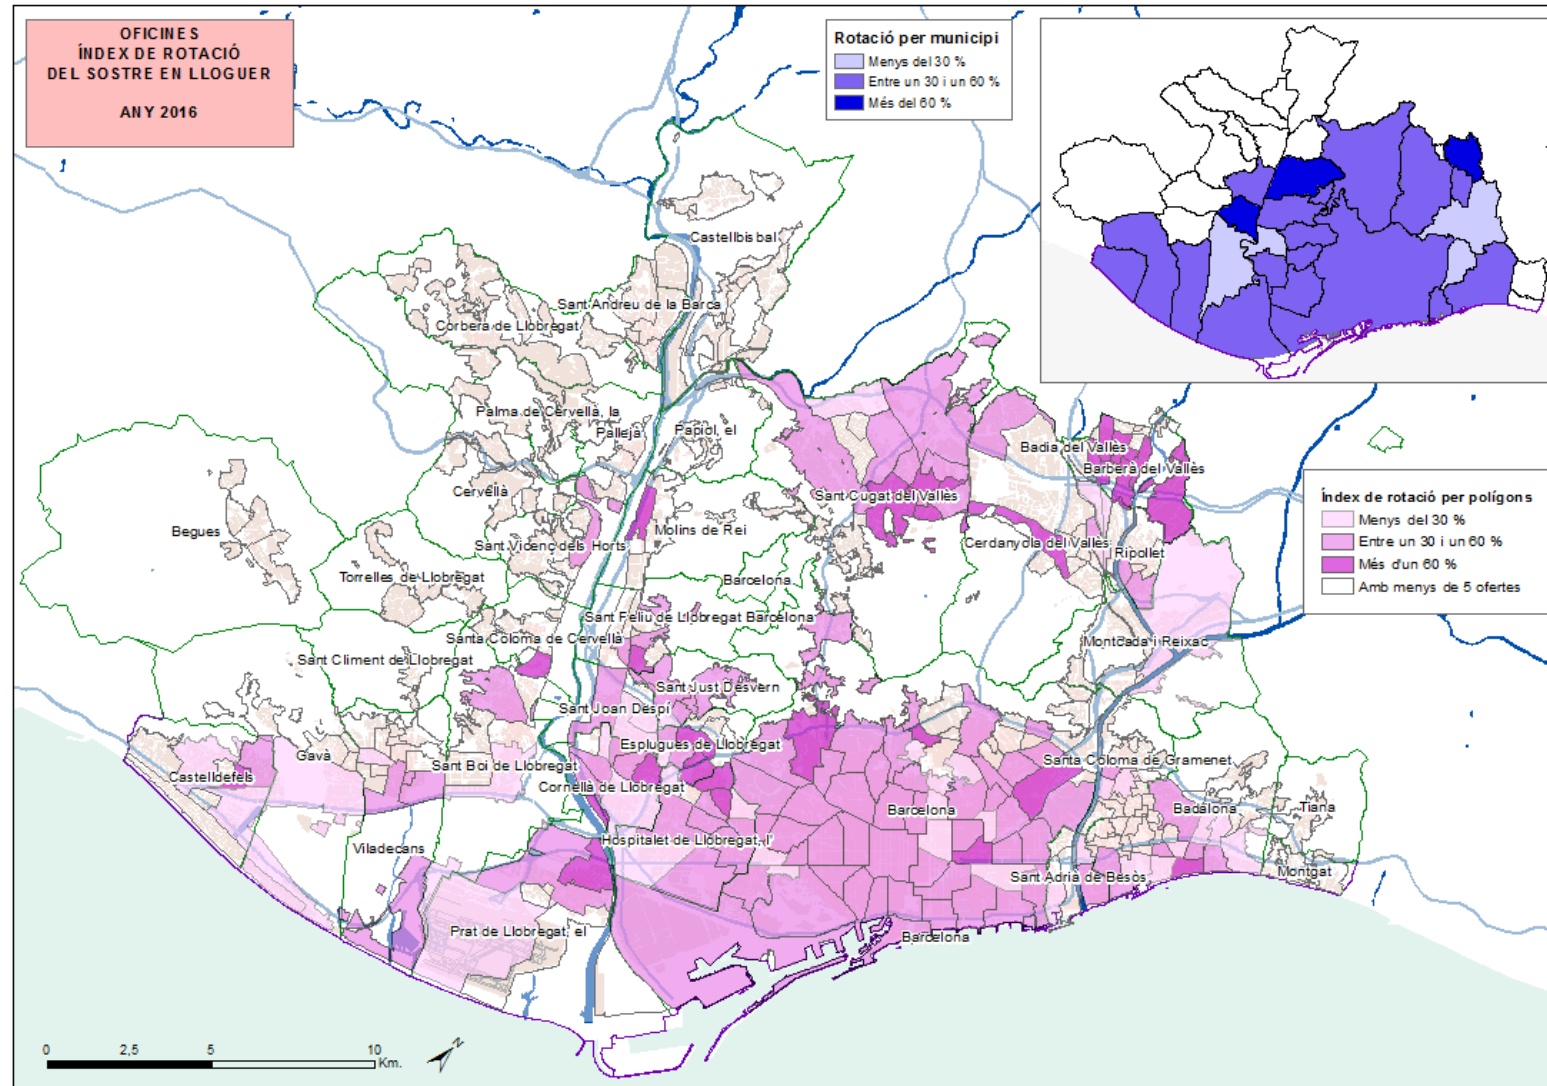 OFICINES
ÍNDEX DE ROTACIÓ
DEL SOSTRE EN LLOGUER
ANY 2016
Rotació per municipi
Menys del 30 %
Entre un 30 i un 60 %
Més del 60 %
Castellbisbal
Sant Andreu de la Barca
Corbera de Llobregat
Palma de Cervelló, la
Pallejà
Papiol, el
Badia del Vallès
Barberà del Vallès
Cervelló
Sant Cugat del Vallès
Índex de rotació per polígons
Menys del 30 %
Entre un 30 i un 60 %
Més d'un 60 %
Amb menys de 5 ofertes
Begues
Molins de Rei
Sant Vicenç dels Horts
Cerdanyola del Vallès
Ripollet
Torrelles de Llobregat
Barcelona
Sant Feliu de Llobregat
Barcelona
Santa Coloma de Cervelló
Montcada i Reixac
Sant Climent de Llobregat
Sant Just Desvern
Sant Joan Despí
Esplugues de Llobregat
Gavà
Sant Boi de Llobregat
Santa Coloma de Gramenet
Castelldefels
Cornellà de Llobregat
Barcelona
Badalona
Tiana
Viladecans
Hospitalet de Llobregat, l'
Sant Adrià de Besòs
Montgat
Prat de Llobregat, el
Barcelona
0 2,5 5 10
Km.
N